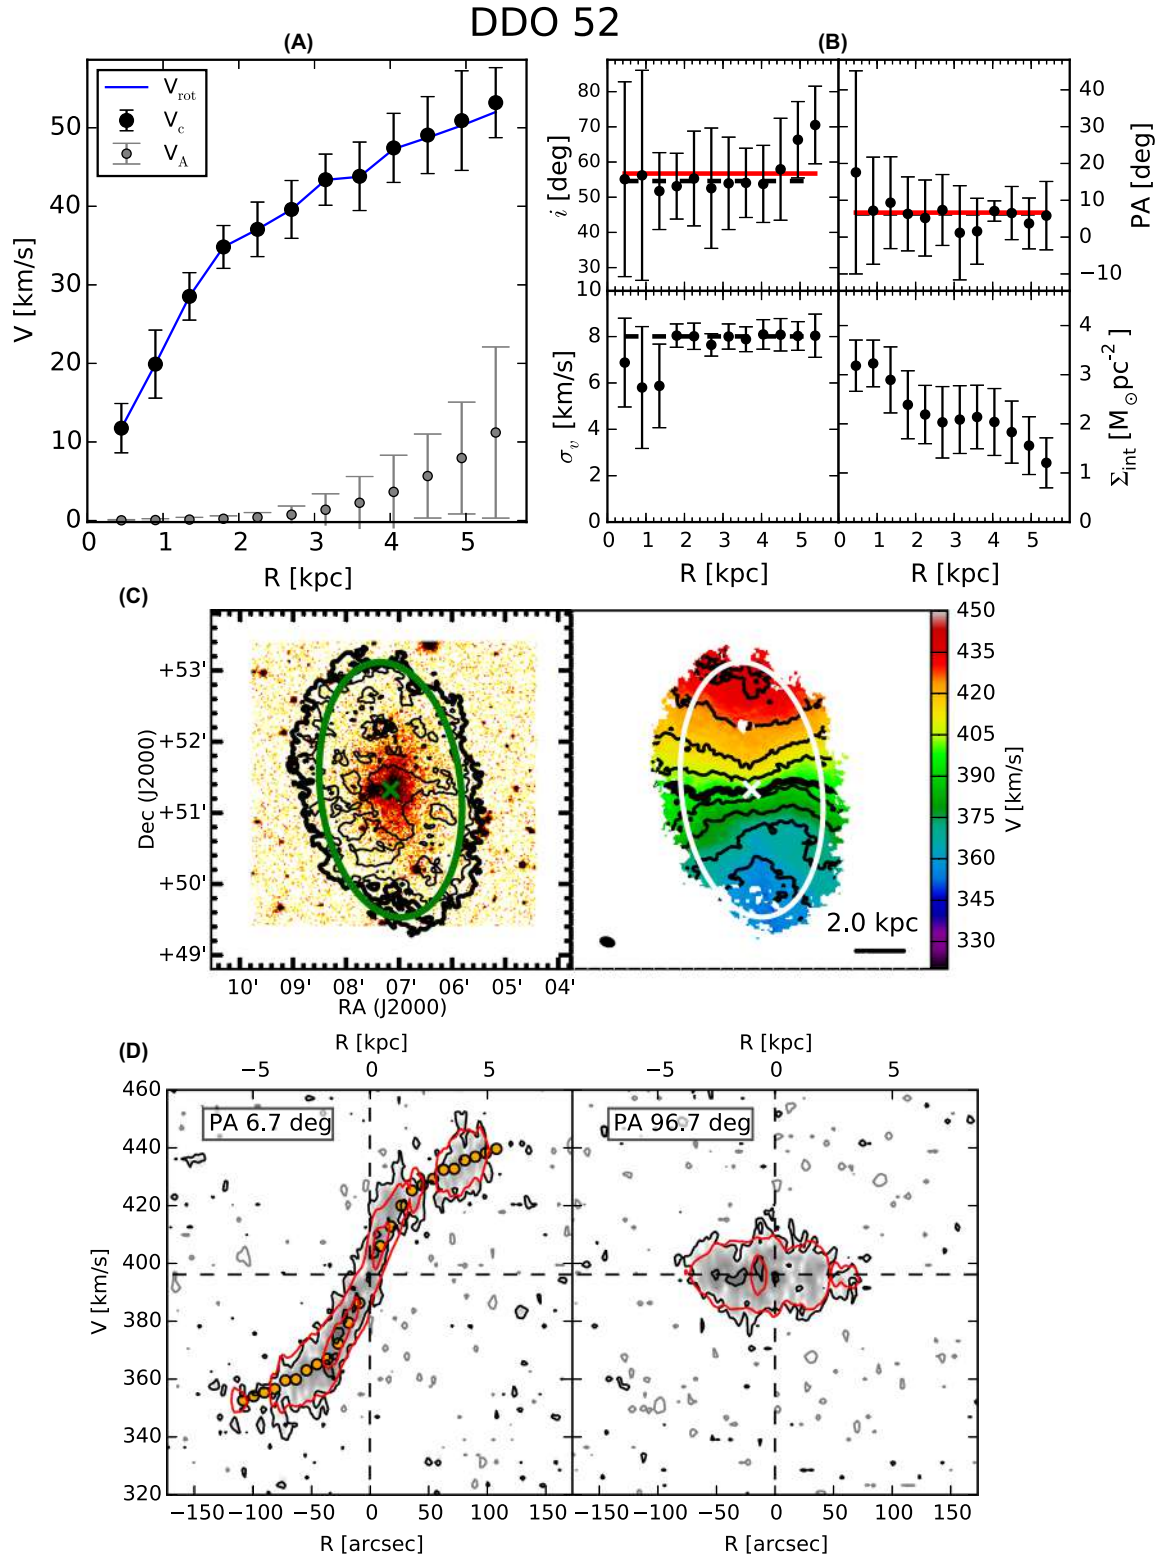 DDO 52
(A)
(B)
V_rot
V_c
V_A
50
40
30
20
10
0
V [km/s]
0 1 2 3 4 5
R [kpc]
80
70
60
50
40
30
10
i [deg]
40
30
20
10
0
−10
PA [deg]
8
6
4
2
0
σ_v [km/s]
4
3
2
1
0
Σ_int [M_⊙pc⁻²]
0 1 2 3 4 5
0 1 2 3 4 5
R [kpc]
R [kpc]
(C)
+53'
+52'
+51'
+50'
+49'
Dec (J2000)
10' 09' 08' 07' 06' 05' 04'
RA (J2000)
2.0 kpc
450
435
420
405
390
375
360
345
330
V [km/s]
(D)
R [kpc]
R [kpc]
−5 0 5
−5 0 5
PA 6.7 deg
PA 96.7 deg
460
440
420
400
380
360
340
320
V [km/s]
−150 −100 −50 0 50 100 150
−150 −100 −50 0 50 100 150
R [arcsec]
R [arcsec]